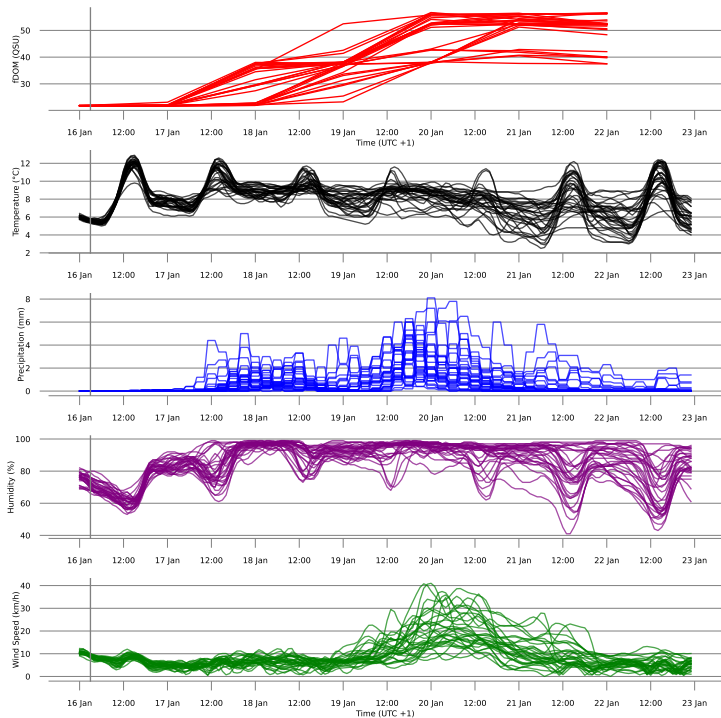 fDOM (QSU)
50
40
30
16 Jan 12:00 17 Jan 12:00 18 Jan 12:00 19 Jan 12:00 20 Jan 12:00 21 Jan 12:00 22 Jan 12:00 23 Jan
Time (UTC +1)
Temperature (°C)
12
10
8
6
4
2
16 Jan 12:00 17 Jan 12:00 18 Jan 12:00 19 Jan 12:00 20 Jan 12:00 21 Jan 12:00 22 Jan 12:00 23 Jan
Precipitation (mm)
8
6
4
2
0
16 Jan 12:00 17 Jan 12:00 18 Jan 12:00 19 Jan 12:00 20 Jan 12:00 21 Jan 12:00 22 Jan 12:00 23 Jan
Humidity (%)
100
80
60
40
16 Jan 12:00 17 Jan 12:00 18 Jan 12:00 19 Jan 12:00 20 Jan 12:00 21 Jan 12:00 22 Jan 12:00 23 Jan
Wind Speed (km/h)
40
30
20
10
0
16 Jan 12:00 17 Jan 12:00 18 Jan 12:00 19 Jan 12:00 20 Jan 12:00 21 Jan 12:00 22 Jan 12:00 23 Jan
Time (UTC +1)